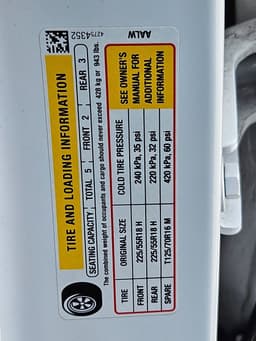 4275-4352 AALW
TIRE AND LOADING INFORMATION
SEATING CAPACITY TOTAL 5 FRONT 2 REAR 3
The combined weight of occupants and cargo should never exceed 428 kg or 943 lbs.
TIRE ORIGINAL SIZE COLD TIRE PRESSURE SEE OWNER'S MANUAL FOR ADDITIONAL INFORMATION
FRONT 225/55R18 H 240 kPa, 35 psi
REAR 225/55R18 H 220 kPa, 32 psi
SPARE T125/70R16 M 420 kPa, 60 psi